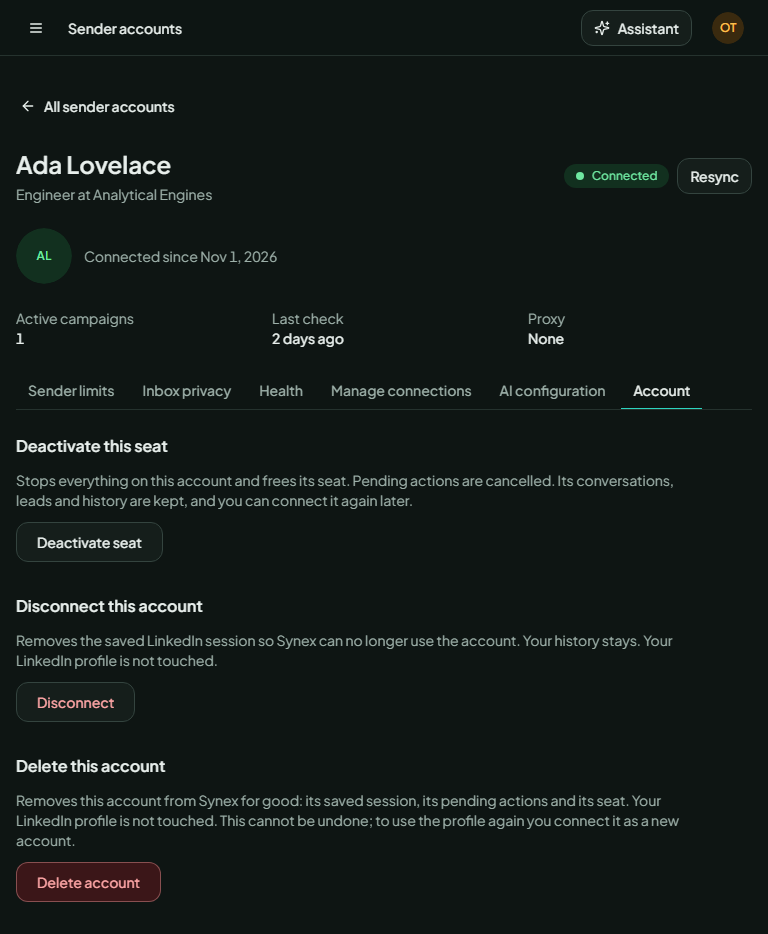 Sender accounts
Assistant
OT
All sender accounts
Ada Lovelace
Engineer at Analytical Engines
Connected
Resync
AL
Connected since Nov 1, 2026
Active campaigns
1
Last check
2 days ago
Proxy
None
Sender limits
Inbox privacy
Health
Manage connections
AI configuration
Account
Deactivate this seat
Stops everything on this account and frees its seat. Pending actions are cancelled. Its conversations,
leads and history are kept, and you can connect it again later.
Deactivate seat
Disconnect this account
Removes the saved LinkedIn session so Synex can no longer use the account. Your history stays. Your
LinkedIn profile is not touched.
Disconnect
Delete this account
Removes this account from Synex for good: its saved session, its pending actions and its seat. Your
LinkedIn profile is not touched. This cannot be undone; to use the profile again you connect it as a new
account.
Delete account